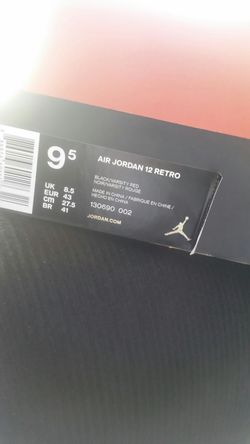 9 5
AIR JORDAN 12 RETRO
UK 8.5
EUR 43
CM 27.5
BR 41
BLACK/VARSITY RED
NOIR/VARSITY ROUGE
MADE IN CHINA / FABRIQUE EN CHINE /
HECHO EN CHINA
130690 002
JORDAN.COM